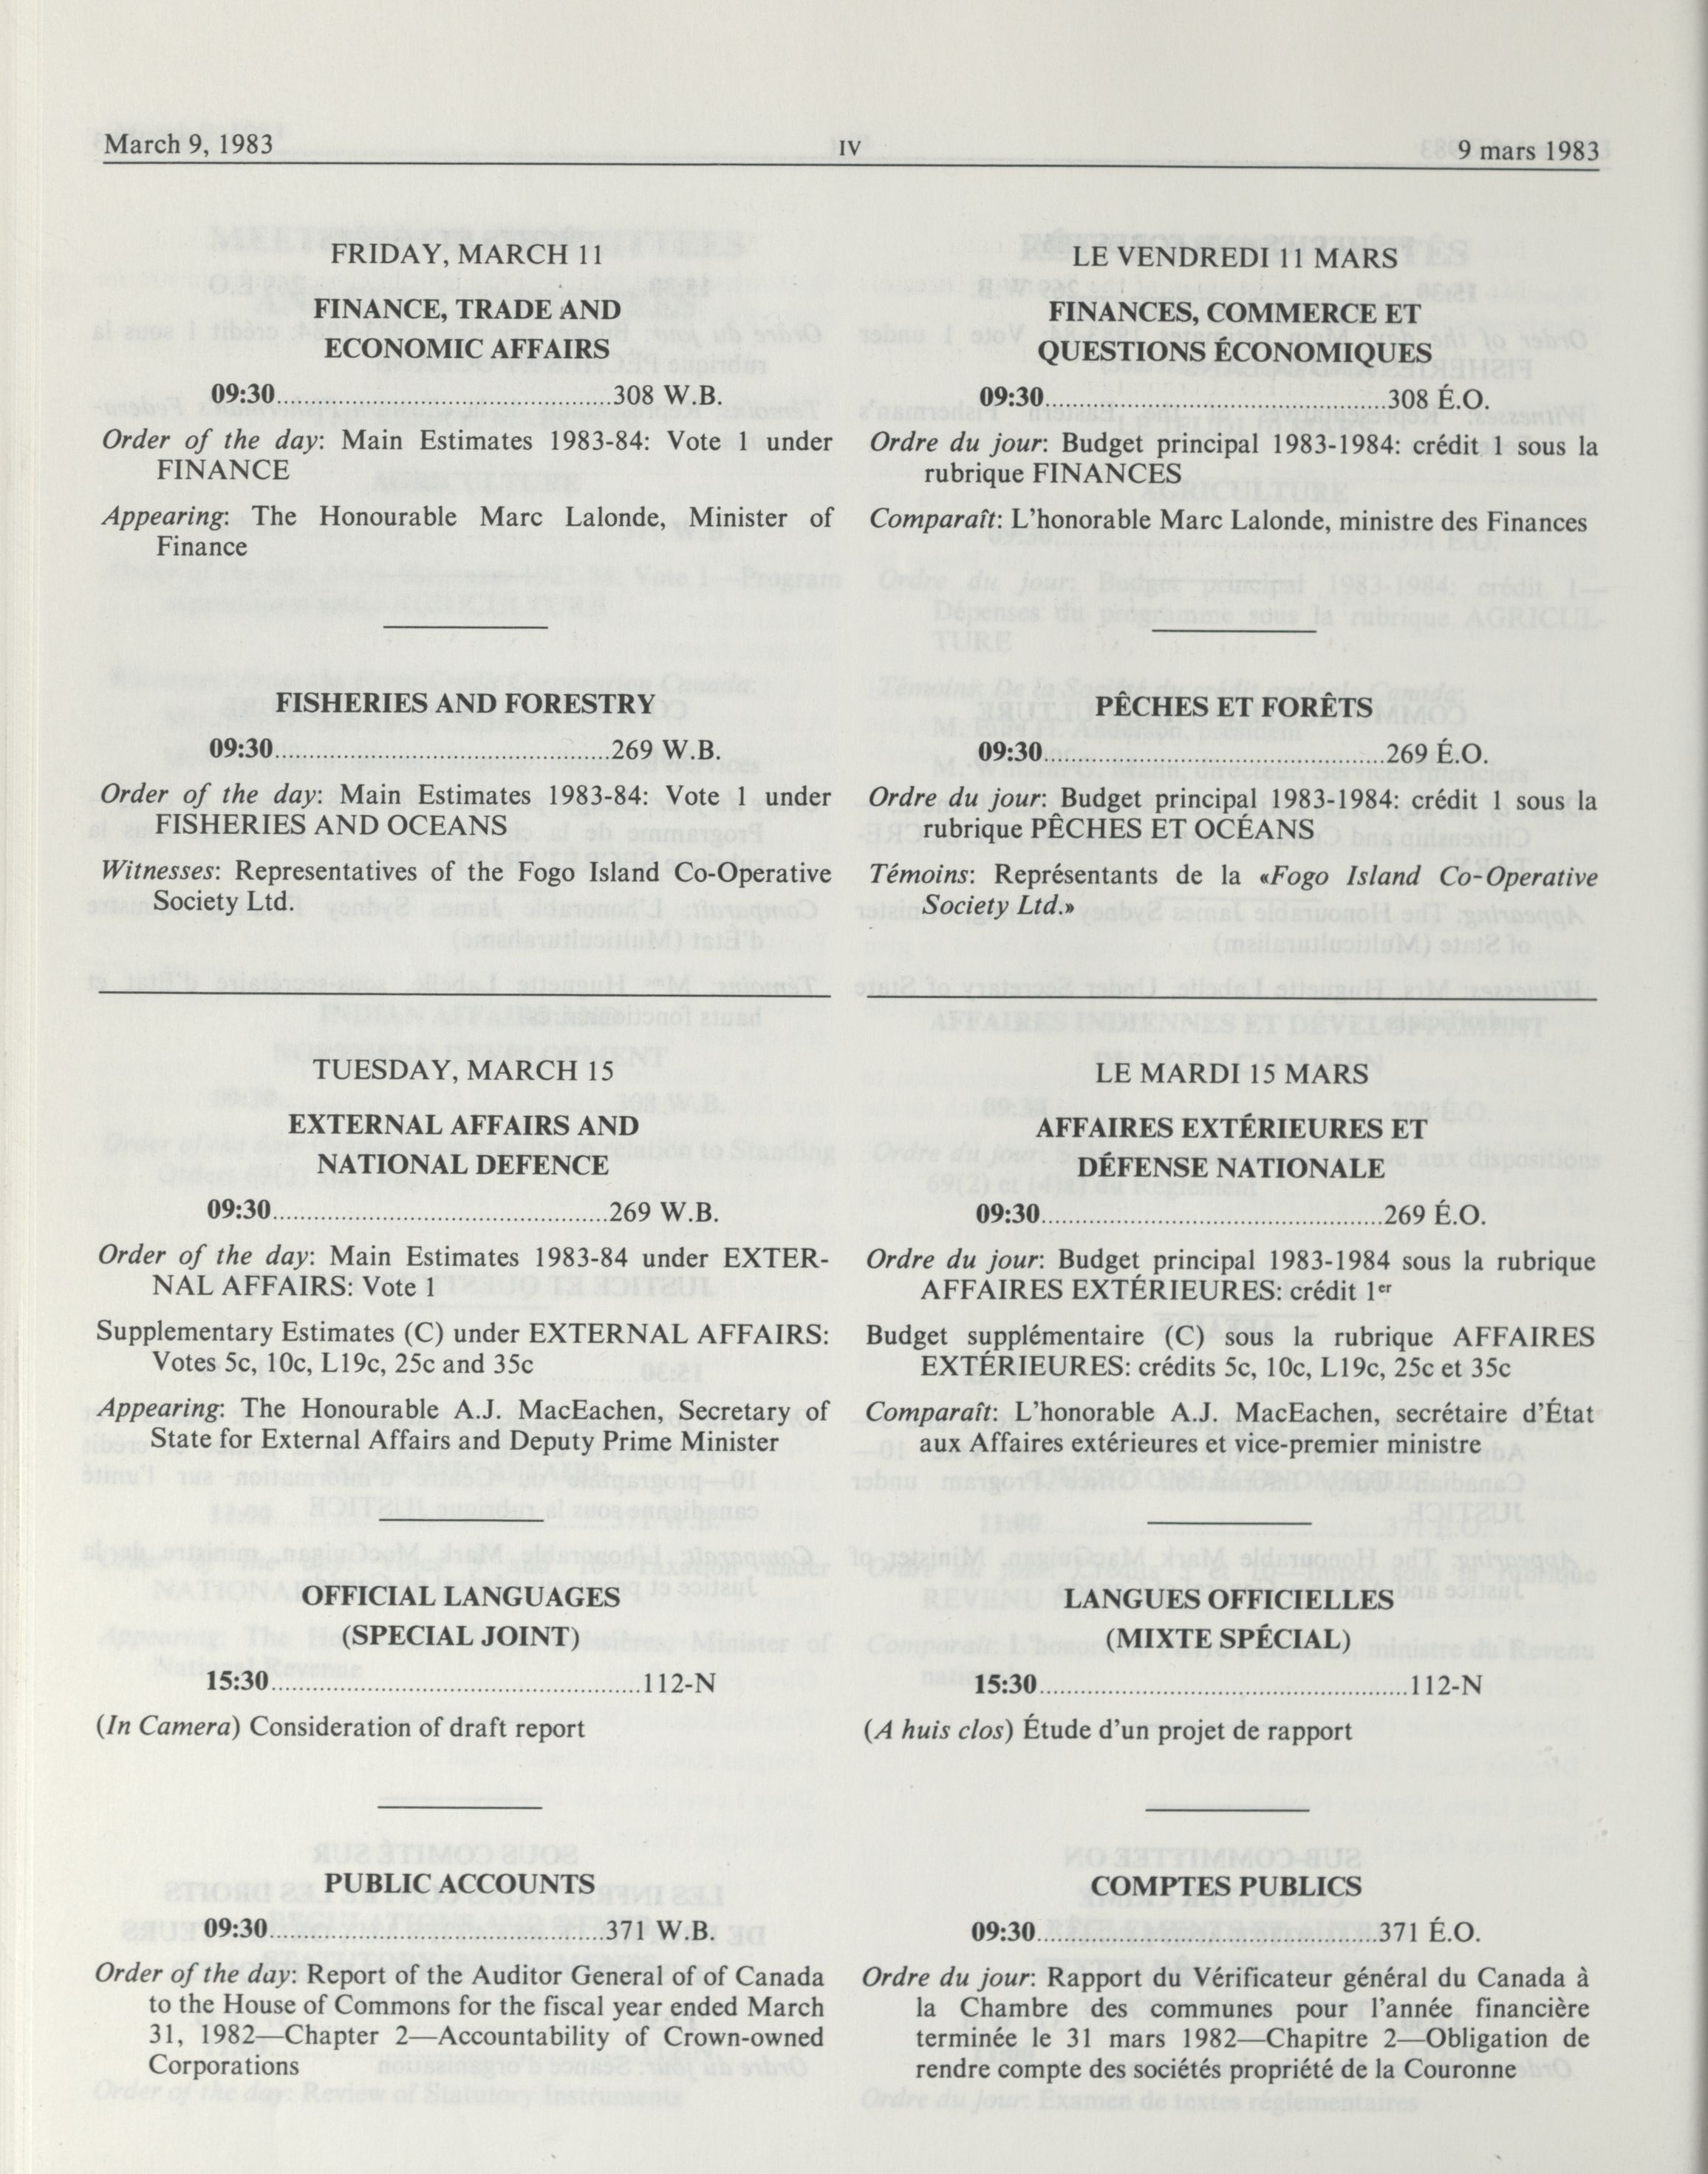 March 9, 1983
IV
9 mars 1983
FRIDAY, MARCH 11
FINANCE, TRADE AND
ECONOMIC AFFAIRS
09:30..................................................308 W.B.
Order of the day: Main Estimates 1983-84: Vote 1 under
FINANCE
Appearing: The Honourable Marc Lalonde, Minister of
Finance
FISHERIES AND FORESTRY
09:30..................................................269 W.B.
Order of the day: Main Estimates 1983-84: Vote 1 under
FISHERIES AND OCEANS
Witnesses: Representatives of the Fogo Island Co-Operative
Society Ltd.
TUESDAY, MARCH 15
EXTERNAL AFFAIRS AND
NATIONAL DEFENCE
09:30..................................................269 W.B.
Order of the day: Main Estimates 1983-84 under EXTER-
NAL AFFAIRS: Vote 1
Supplementary Estimates (C) under EXTERNAL AFFAIRS:
Votes 5c, 10c, L19c, 25c and 35c
Appearing: The Honourable A.J. MacEachen, Secretary of
State for External Affairs and Deputy Prime Minister
OFFICIAL LANGUAGES
(SPECIAL JOINT)
15:30.......................................................112-N
(In Camera) Consideration of draft report
PUBLIC ACCOUNTS
09:30..................................................371 W.B.
Order of the day: Report of the Auditor General of of Canada
to the House of Commons for the fiscal year ended March
31, 1982—Chapter 2—Accountability of Crown-owned
Corporations
LE VENDREDI 11 MARS
FINANCES, COMMERCE ET
QUESTIONS ÉCONOMIQUES
09:30...................................................308 É.O.
Ordre du jour: Budget principal 1983-1984: crédit 1 sous la
rubrique FINANCES
Comparaît: L'honorable Marc Lalonde, ministre des Finances
PÊCHES ET FORÊTS
09:30...................................................269 É.O.
Ordre du jour: Budget principal 1983-1984: crédit 1 sous la
rubrique PÊCHES ET OCÉANS
Témoins: Représentants de la «Fogo Island Co-Operative
Society Ltd.»
LE MARDI 15 MARS
AFFAIRES EXTÉRIEURES ET
DÉFENSE NATIONALE
09:30...................................................269 É.O.
Ordre du jour: Budget principal 1983-1984 sous la rubrique
AFFAIRES EXTÉRIEURES: crédit 1er
Budget supplémentaire (C) sous la rubrique AFFAIRES
EXTÉRIEURES: crédits 5c, 10c, L19c, 25c et 35c
Comparaît: L'honorable A.J. MacEachen, secrétaire d'État
aux Affaires extérieures et vice-premier ministre
LANGUES OFFICIELLES
(MIXTE SPÉCIAL)
15:30.......................................................112-N
(A huis clos) Étude d'un projet de rapport
COMPTES PUBLICS
09:30...................................................371 É.O.
Ordre du jour: Rapport du Vérificateur général du Canada à
la Chambre des communes pour l'année financière
terminée le 31 mars 1982—Chapitre 2—Obligation de
rendre compte des sociétés propriété de la Couronne